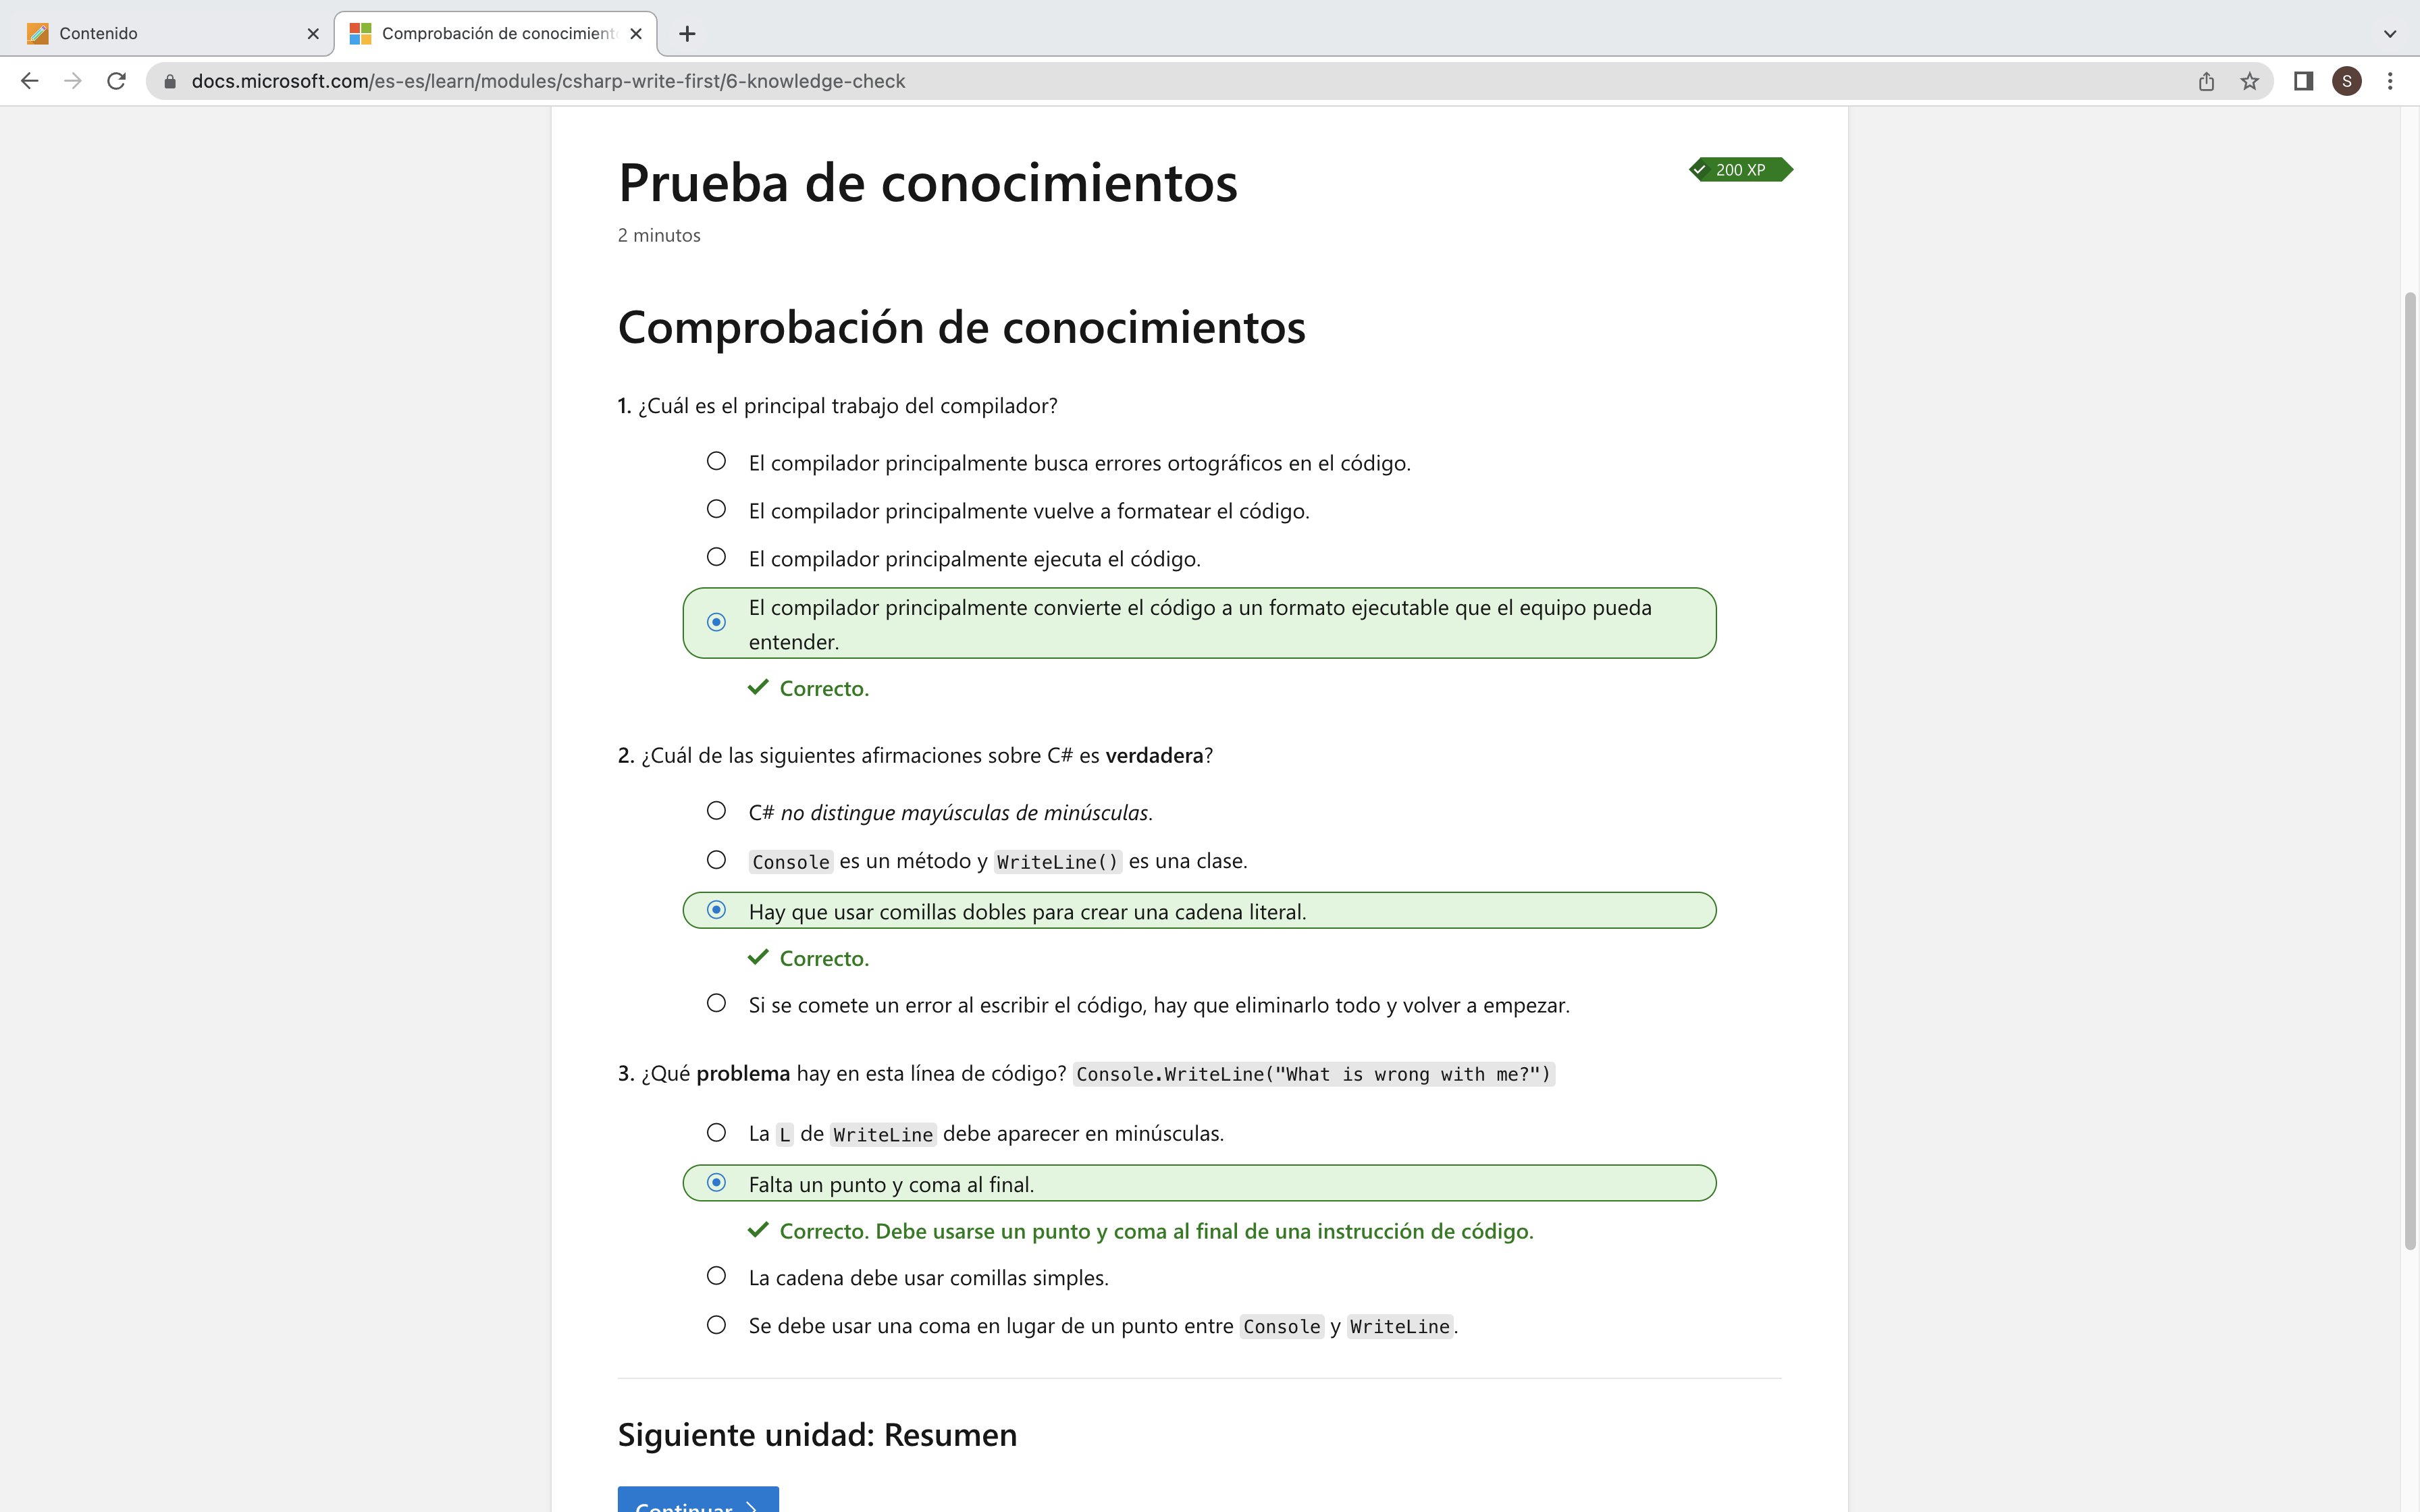 Contenido
Comprobación de conocimient
docs.microsoft.com/es-es/learn/modules/csharp-write-first/6-knowledge-check
S
Prueba de conocimientos
200 XP
2 minutos
Comprobación de conocimientos
1. ¿Cuál es el principal trabajo del compilador?
El compilador principalmente busca errores ortográficos en el código.
El compilador principalmente vuelve a formatear el código.
El compilador principalmente ejecuta el código.
El compilador principalmente convierte el código a un formato ejecutable que el equipo pueda
entender.
Correcto.
2. ¿Cuál de las siguientes afirmaciones sobre C# es verdadera?
C# no distingue mayúsculas de minúsculas.
Console es un método y WriteLine() es una clase.
Hay que usar comillas dobles para crear una cadena literal.
Correcto.
Si se comete un error al escribir el código, hay que eliminarlo todo y volver a empezar.
3. ¿Qué problema hay en esta línea de código? Console.WriteLine("What is wrong with me?")
La L de WriteLine debe aparecer en minúsculas.
Falta un punto y coma al final.
Correcto. Debe usarse un punto y coma al final de una instrucción de código.
La cadena debe usar comillas simples.
Se debe usar una coma en lugar de un punto entre Console y WriteLine.
Siguiente unidad: Resumen
Continuar